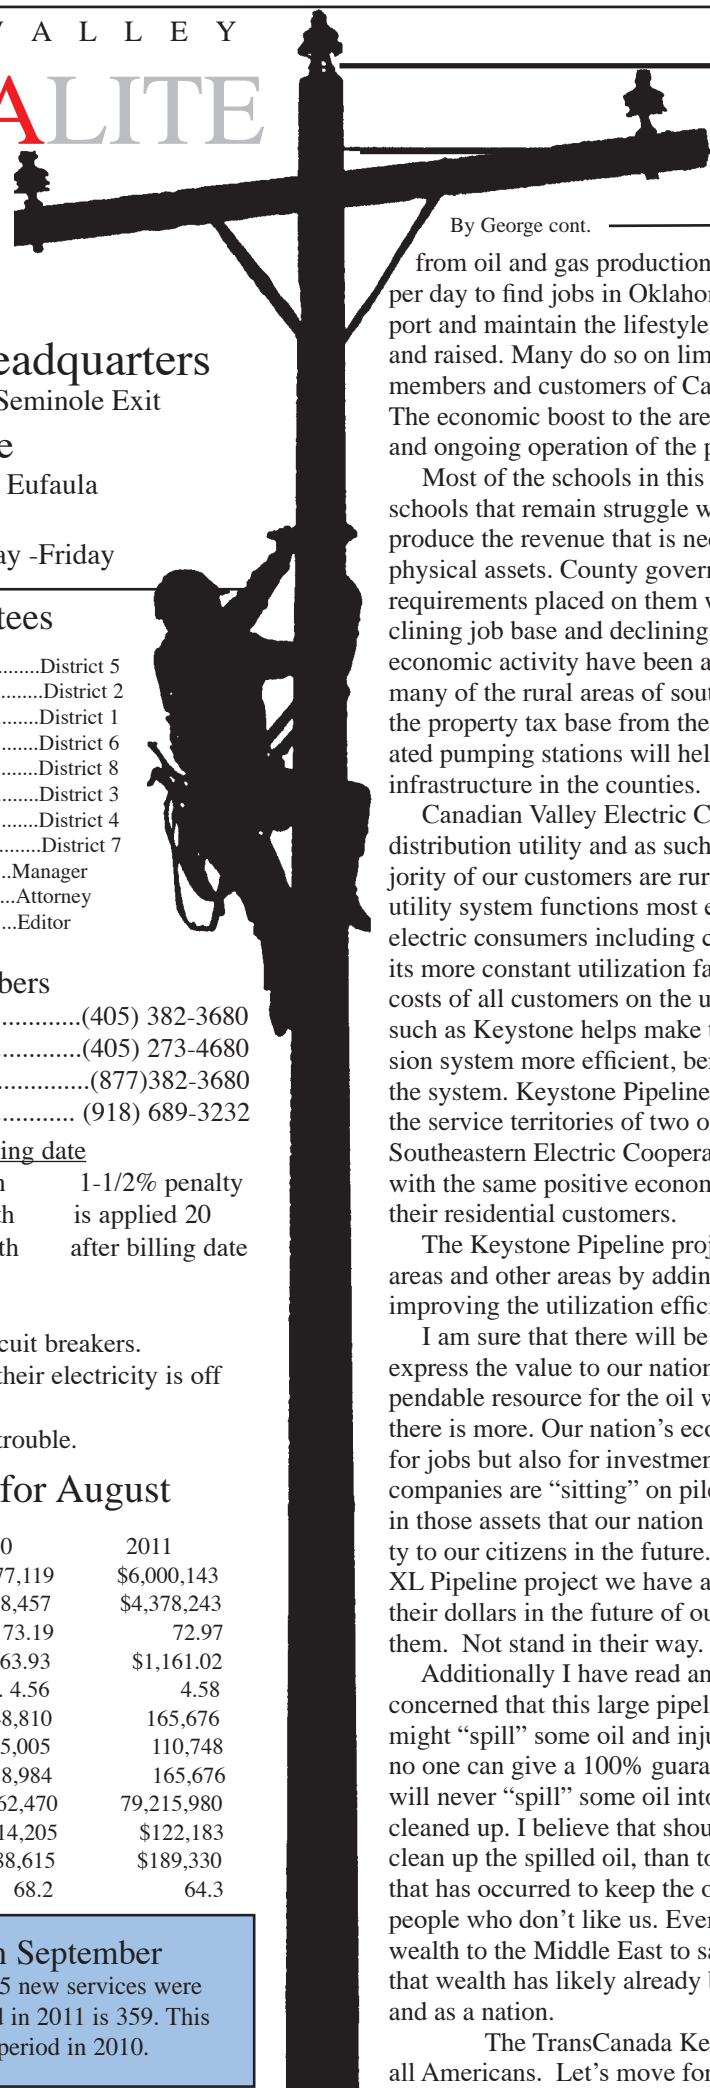 VALLEY
ALITE
eadquarters
Seminole Exit
e
Eufaula
ay -Friday
tees
........District 5
.........District 2
........District 1
........District 6
........District 8
........District 3
........District 4
.........District 7
...Manager
....Attorney
....Editor
bers
............(405) 382-3680
............(405) 273-4680
.............(877)382-3680
........... (918) 689-3232
ing date
h 1-1/2% penalty
th is applied 20
th after billing date
cuit breakers.
their electricity is off
trouble.
for August
0 2011
77,119 $6,000,143
8,457 $4,378,243
73.19 72.97
63.93 $1,161.02
. 4.56 4.58
8,810 165,676
5,005 110,748
8,984 165,676
62,470 79,215,980
14,205 $122,183
88,615 $189,330
68.2 64.3
n September
5 new services were
d in 2011 is 359. This
period in 2010.
By George cont.
from oil and gas production
per day to find jobs in Oklahor
port and maintain the lifestyle
and raised. Many do so on lim
members and customers of Ca
The economic boost to the are
and ongoing operation of the p
Most of the schools in this
schools that remain struggle w
produce the revenue that is nee
physical assets. County govern
requirements placed on them w
clining job base and declining
economic activity have been a
many of the rural areas of sout
the property tax base from the
ated pumping stations will hel
infrastructure in the counties.
Canadian Valley Electric C
distribution utility and as such
jority of our customers are rur
utility system functions most e
electric consumers including c
its more constant utilization fa
costs of all customers on the u
such as Keystone helps make t
sion system more efficient, ber
the system. Keystone Pipeline
the service territories of two o
Southeastern Electric Coopera
with the same positive econom
their residential customers.
The Keystone Pipeline proj
areas and other areas by addin
improving the utilization effici
I am sure that there will be
express the value to our nation
pendable resource for the oil w
there is more. Our nation's eco
for jobs but also for investmen
companies are "sitting" on pile
in those assets that our nation
ty to our citizens in the future.
XL Pipeline project we have a
their dollars in the future of ou
them. Not stand in their way.
Additionally I have read an
concerned that this large pipel
might "spill" some oil and inju
no one can give a 100% guara
will never "spill" some oil into
cleaned up. I believe that shou
clean up the spilled oil, than to
that has occurred to keep the o
people who don't like us. Ever
wealth to the Middle East to sa
that wealth has likely already b
and as a nation.
The TransCanada Ke
all Americans. Let's move for